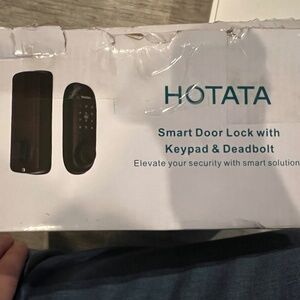 HOTATA
Smart Door Lock with
Keypad & Deadbolt
Elevate your security with smart solution